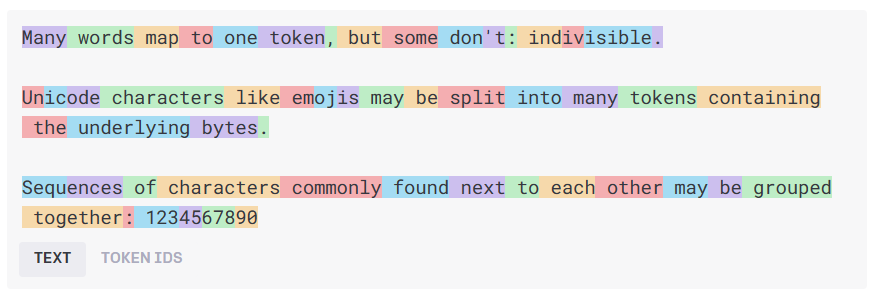 Many words map to one token, but some don't: indivisible.
Unicode characters like emojis may be split into many tokens containing
the underlying bytes.
Sequences of characters commonly found next to each other may be grouped
together: 1234567890
TEXT TOKEN IDS